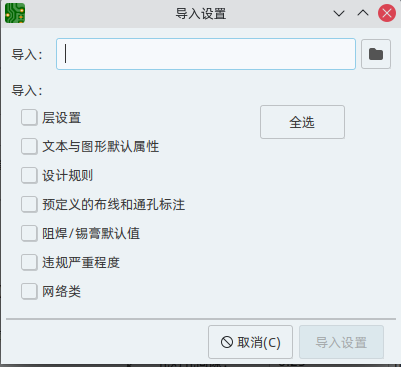 导入设置
导入：
导入：
层设置
全选
文本与图形默认属性
设计规则
预定义的布线和通孔标注
阻焊/锡膏默认值
违规严重程度
网络类
取消(C)
导入设置